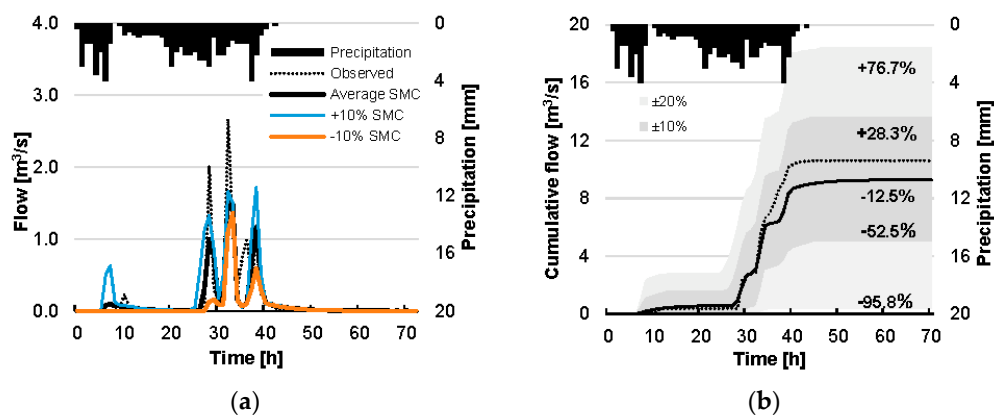 (a)
Flow [m³/s]
4.0
3.0
2.0
1.0
0.0
0 10 20 30 40 50 60 70
Time [h]
0
4
8
12
16
20
Precipitation [mm]
Precipitation
Observed
Average SMC
+10% SMC
-10% SMC
(b)
Cumulative flow [m³/s]
20
16
12
8
4
0
0 10 20 30 40 50 60 70
Time [h]
0
4
8
12
16
20
Precipitation [mm]
±20%
±10%
+76.7%
+28.3%
-12.5%
-52.5%
-95.8%